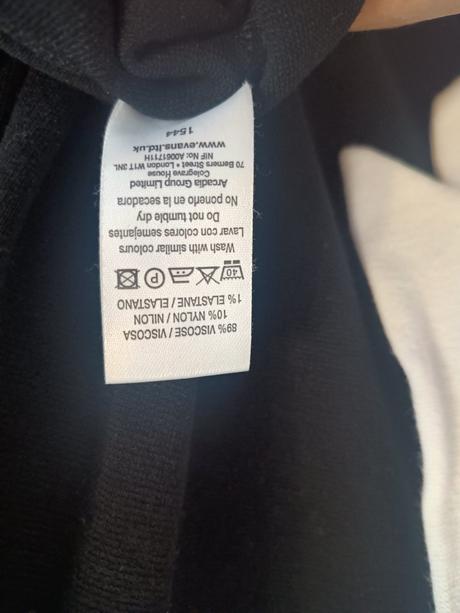 89% VISCOSE / VISCOSA
10% NYLON / NILON
1% ELASTANE / ELASTANO
40 P
Wash with similar colours
Lavar con colores semejantes
Do not tumble dry
No ponerlo en la secadora
Arcadia Group Limited
Colegrave House
70 Berners Street • London W1T 3NL
NIF No: A0061711H
www.evans.ltd.uk
1544